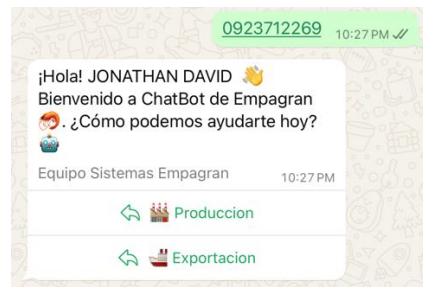 0923712269 10:27 PM
¡Hola! JONATHAN DAVID 👋
Bienvenido a ChatBot de Empagran
🦐. ¿Cómo podemos ayudarte hoy?
🤖
Equipo Sistemas Empagran 10:27 PM
🏭 Produccion
🚢 Exportacion